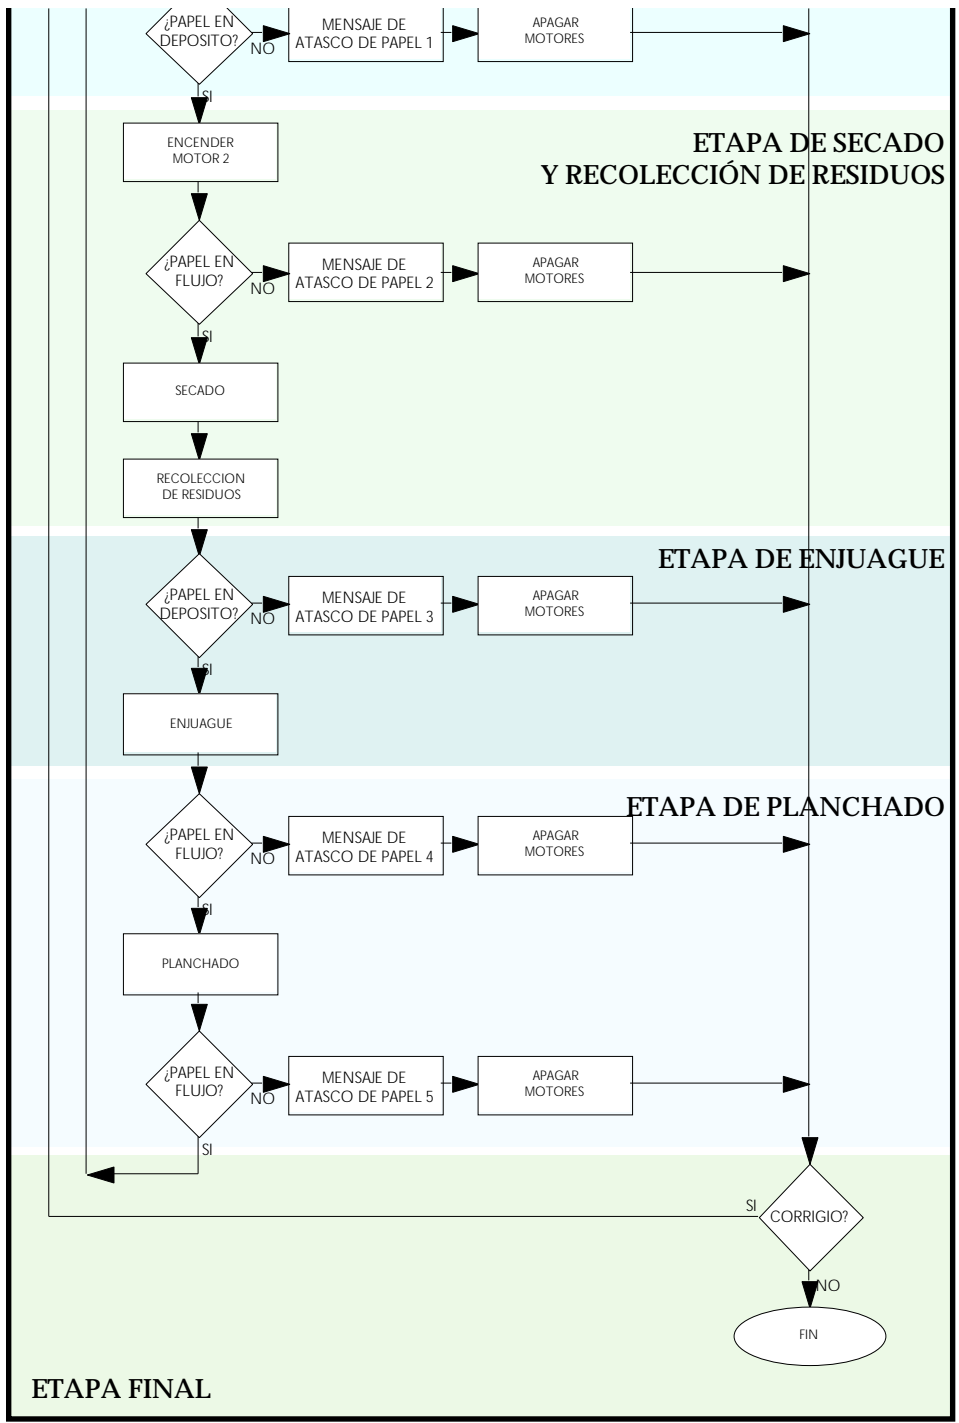 ¿PAPEL EN
DEPOSITO?
NO
MENSAJE DE
ATASCO DE PAPEL 1
APAGAR
MOTORES
SI
ENCENDER
MOTOR 2
ETAPA DE SECADO
Y RECOLECCIÓN DE RESIDUOS
¿PAPEL EN
FLUJO?
NO
MENSAJE DE
ATASCO DE PAPEL 2
APAGAR
MOTORES
SI
SECADO
RECOLECCION
DE RESIDUOS
ETAPA DE ENJUAGUE
¿PAPEL EN
DEPOSITO?
NO
MENSAJE DE
ATASCO DE PAPEL 3
APAGAR
MOTORES
SI
ENJUAGUE
ETAPA DE PLANCHADO
¿PAPEL EN
FLUJO?
NO
MENSAJE DE
ATASCO DE PAPEL 4
APAGAR
MOTORES
SI
PLANCHADO
¿PAPEL EN
FLUJO?
NO
MENSAJE DE
ATASCO DE PAPEL 5
APAGAR
MOTORES
SI
SI
CORRIGIO?
NO
FIN
ETAPA FINAL